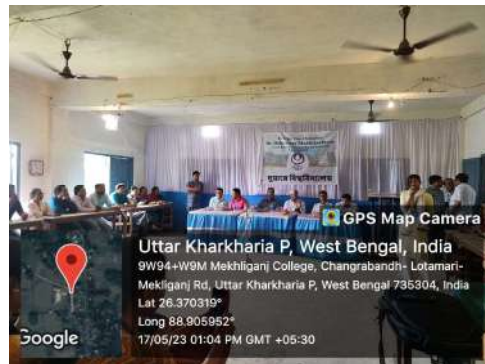 দুয়ারে বিশ্ববিদ্যালয়
GPS Map Camera
Uttar Kharkharia P, West Bengal, India
9W94+W9M Mekhliganj College, Changrabandh- Lotamari-
Mekliganj Rd, Uttar Kharkharia P, West Bengal 735304, India
Lat 26.370319°
Long 88.905952°
17/05/23 01:04 PM GMT +05:30
Google